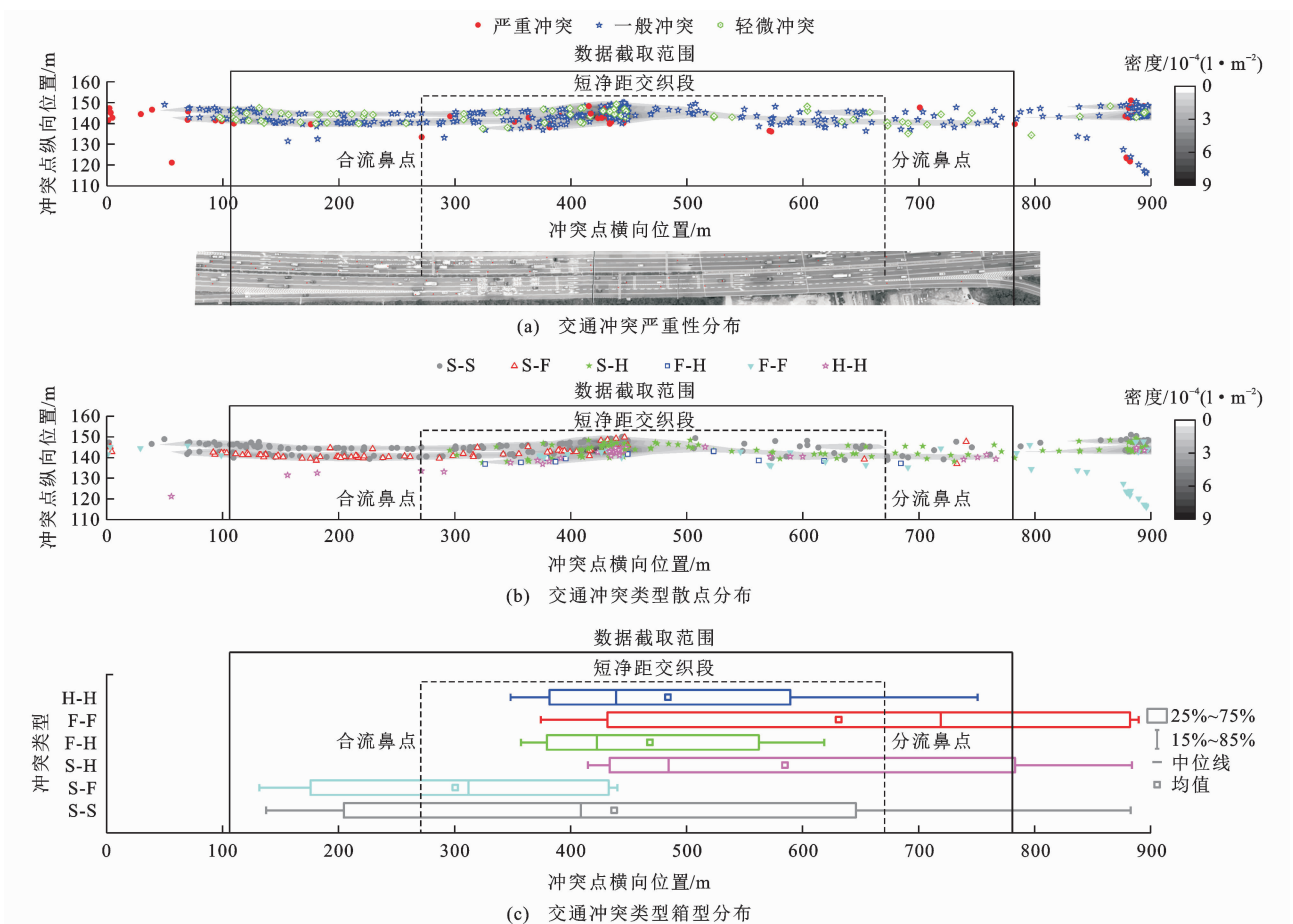 严重冲突 一般冲突 轻微冲突
数据截取范围
短净距交织段
密度/10⁻⁴(l·m⁻²)
冲突点纵向位置/m
160
150
140
130
120
110
合流鼻点
分流鼻点
0
3
6
9
0 100 200 300 400 500 600 700 800 900
冲突点横向位置/m
(a) 交通冲突严重性分布
S-S S-F S-H F-H F-F H-H
数据截取范围
短净距交织段
密度/10⁻⁴(l·m⁻²)
冲突点纵向位置/m
160
150
140
130
120
110
合流鼻点
分流鼻点
0
3
6
9
0 100 200 300 400 500 600 700 800 900
冲突点横向位置/m
(b) 交通冲突类型散点分布
数据截取范围
短净距交织段
冲突类型
H-H
F-F
F-H
S-H
S-F
S-S
合流鼻点
分流鼻点
25%~75%
15%~85%
中位线
均值
0 100 200 300 400 500 600 700 800 900
冲突点横向位置/m
(c) 交通冲突类型箱型分布